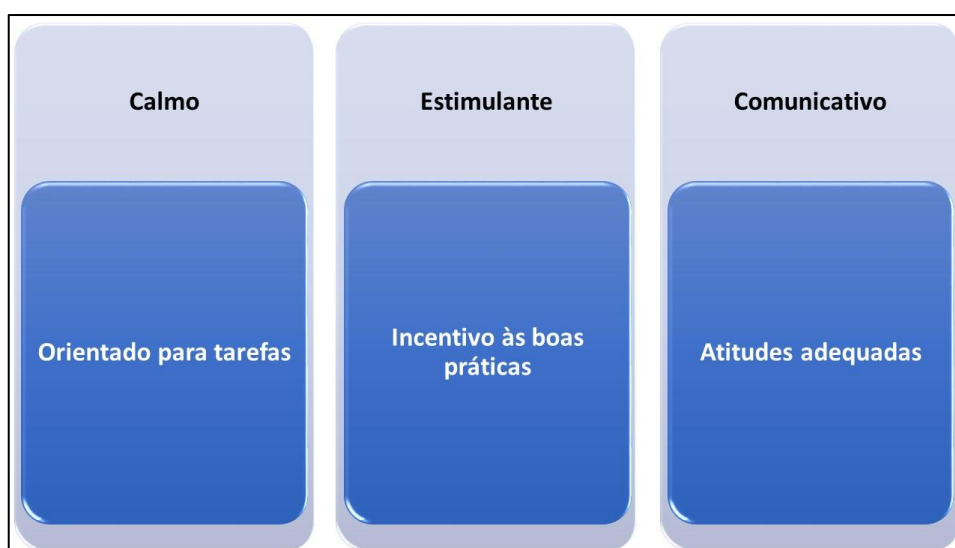 Calmo
Orientado para tarefas
Estimulante
Incentivo às boas
práticas
Comunicativo
Atitudes adequadas